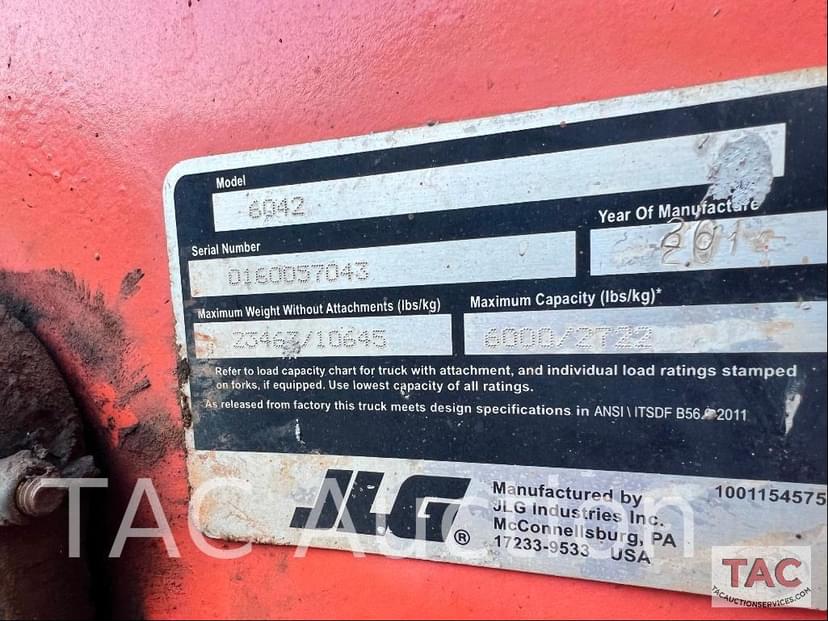 Model
6042
Year Of Manufacture
Serial Number
0160057043
Maximum Weight Without Attachments (lbs/kg)
23463/10645
Maximum Capacity (lbs/kg)*
6000/2722
Refer to load capacity chart for truck with attachment, and individual load ratings stamped
on forks, if equipped. Use lowest capacity of all ratings.
As released from factory this truck meets design specifications in ANSI \ ITSDF B56.6 2011
JLG®
Manufactured by
JLG Industries Inc.
McConnellsburg, PA
17233-9533 USA
1001154575
TAC Auction
TAC
TACAUCTIONSERVICES.COM